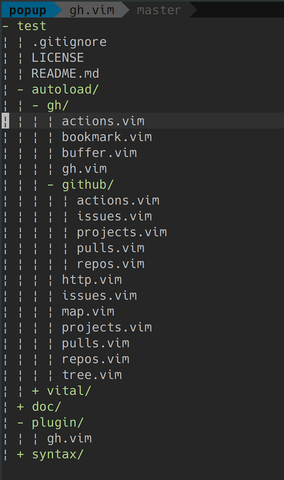 popup gh.vim master
- test
¦ ¦ .gitignore
¦ ¦ LICENSE
¦ ¦ README.md
¦ - autoload/
¦ ¦ - gh/
¦ ¦ ¦ ¦ actions.vim
¦ ¦ ¦ ¦ bookmark.vim
¦ ¦ ¦ ¦ buffer.vim
¦ ¦ ¦ ¦ gh.vim
¦ ¦ ¦ - github/
¦ ¦ ¦ ¦ ¦ actions.vim
¦ ¦ ¦ ¦ ¦ issues.vim
¦ ¦ ¦ ¦ ¦ projects.vim
¦ ¦ ¦ ¦ ¦ pulls.vim
¦ ¦ ¦ ¦ ¦ repos.vim
¦ ¦ ¦ ¦ http.vim
¦ ¦ ¦ ¦ issues.vim
¦ ¦ ¦ ¦ map.vim
¦ ¦ ¦ ¦ projects.vim
¦ ¦ ¦ ¦ pulls.vim
¦ ¦ ¦ ¦ repos.vim
¦ ¦ ¦ ¦ tree.vim
¦ ¦ + vital/
¦ + doc/
¦ - plugin/
¦ ¦ ¦ gh.vim
¦ + syntax/